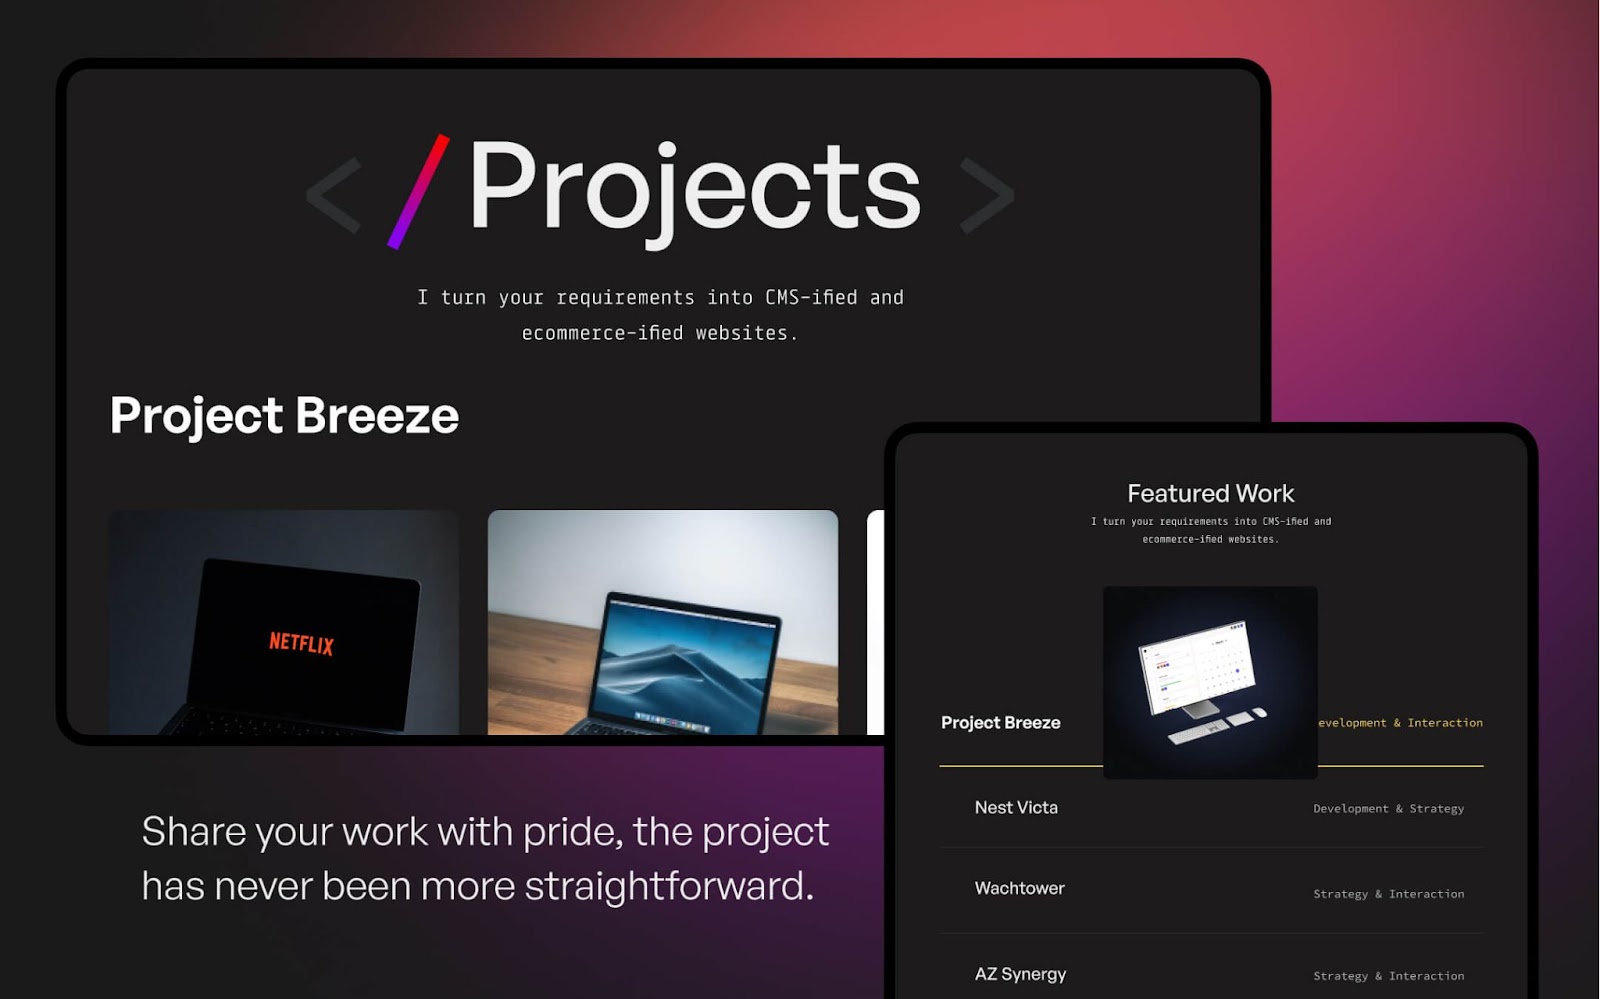 </Projects>
I turn your requirements into CMS-ified and
ecommerce-ified websites.
Project Breeze
NETFLIX
Share your work with pride, the project
has never been more straightforward.
Featured Work
I turn your requirements into CMS-ified and
ecommerce-ified websites.
Project Breeze evelopment & Interaction
Nest Victa Development & Strategy
Wachtower Strategy & Interaction
AZ Synergy Strategy & Interaction